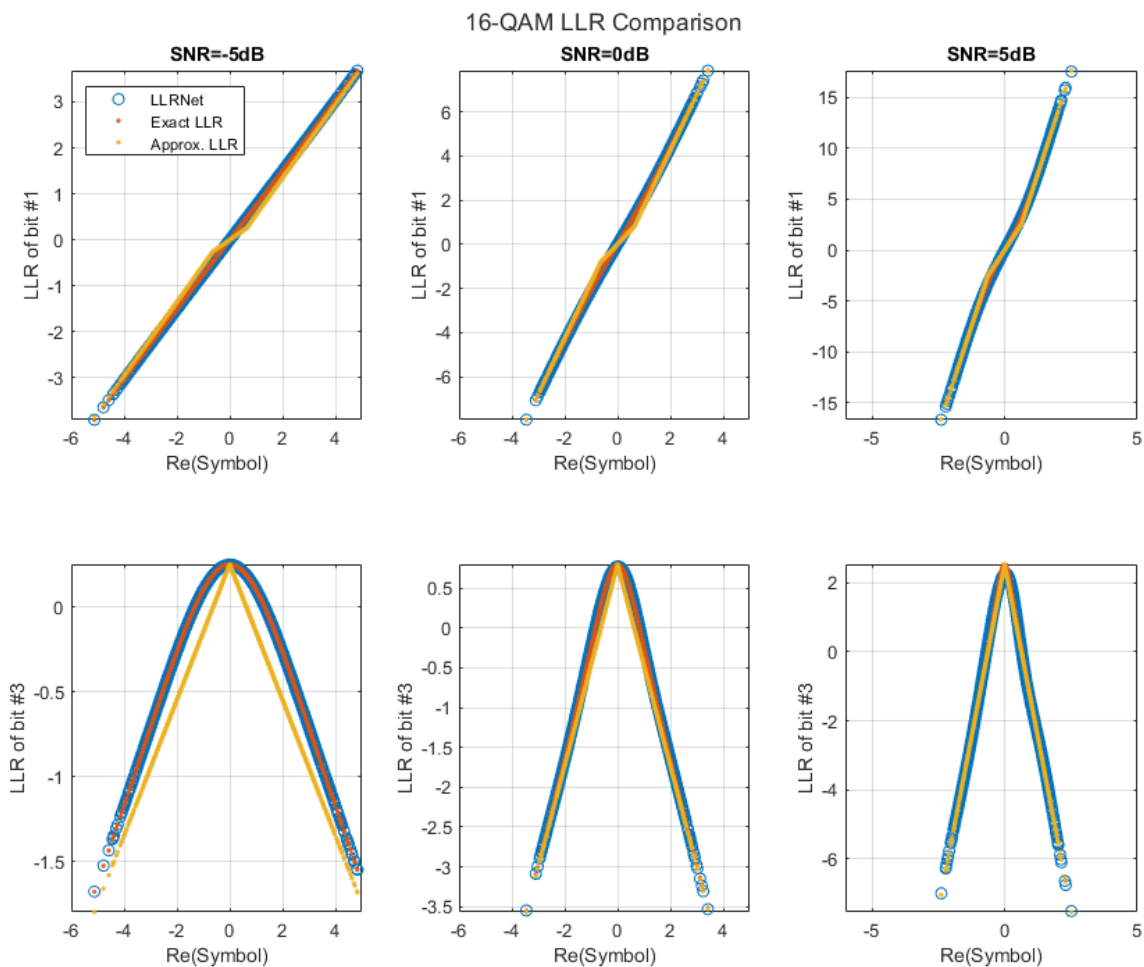 16-QAM LLR Comparison
SNR=-5dB
SNR=0dB
SNR=5dB
LLRNet
Exact LLR
Approx. LLR
3
2
1
0
-1
-2
-3
LLR of bit #1
-6 -4 -2 0 2 4
Re(Symbol)
6
4
2
0
-2
-4
-6
LLR of bit #1
-6 -4 -2 0 2 4
Re(Symbol)
15
10
5
0
-5
-10
-15
LLR of bit #1
-5 0 5
Re(Symbol)
0
-0.5
-1
-1.5
LLR of bit #3
-6 -4 -2 0 2 4
Re(Symbol)
0.5
0
-0.5
-1
-1.5
-2
-2.5
-3
-3.5
LLR of bit #3
-6 -4 -2 0 2 4
Re(Symbol)
2
0
-2
-4
-6
LLR of bit #3
-5 0 5
Re(Symbol)